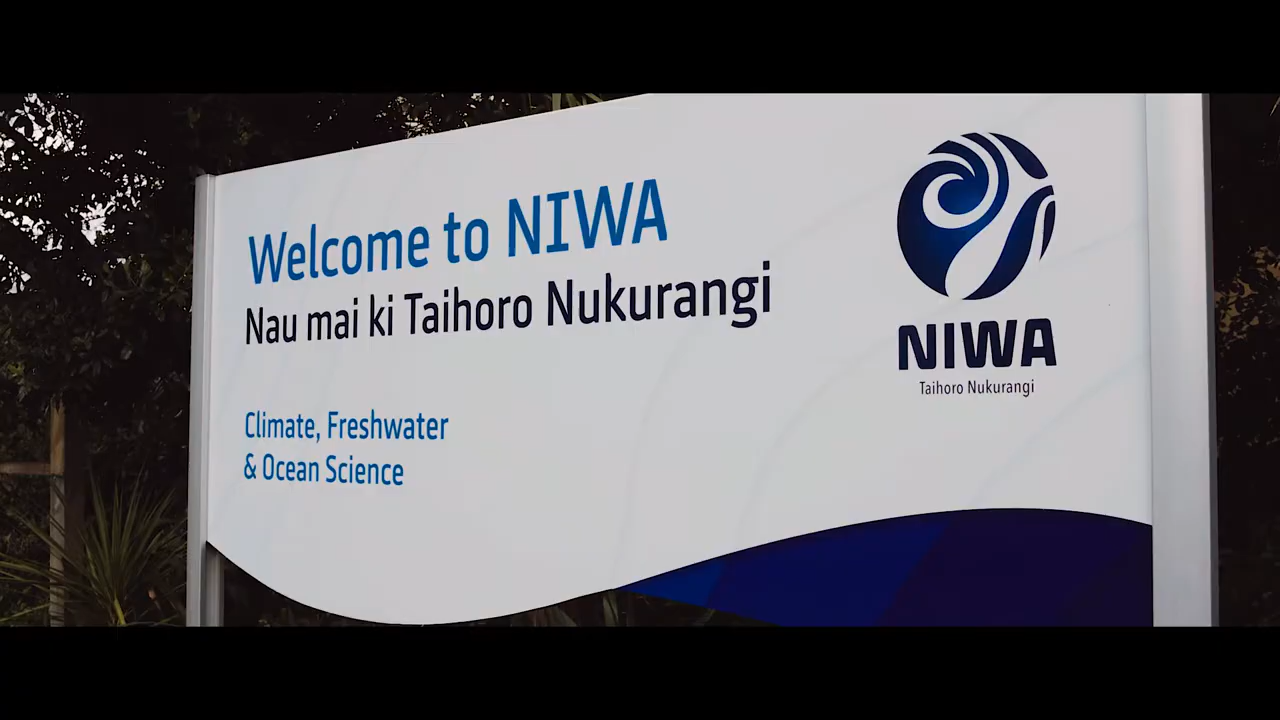 Welcome to NIWA
Nau mai ki Taihoro Nukurangi
Climate, Freshwater
& Ocean Science
NIWA
Taihoro Nukurangi